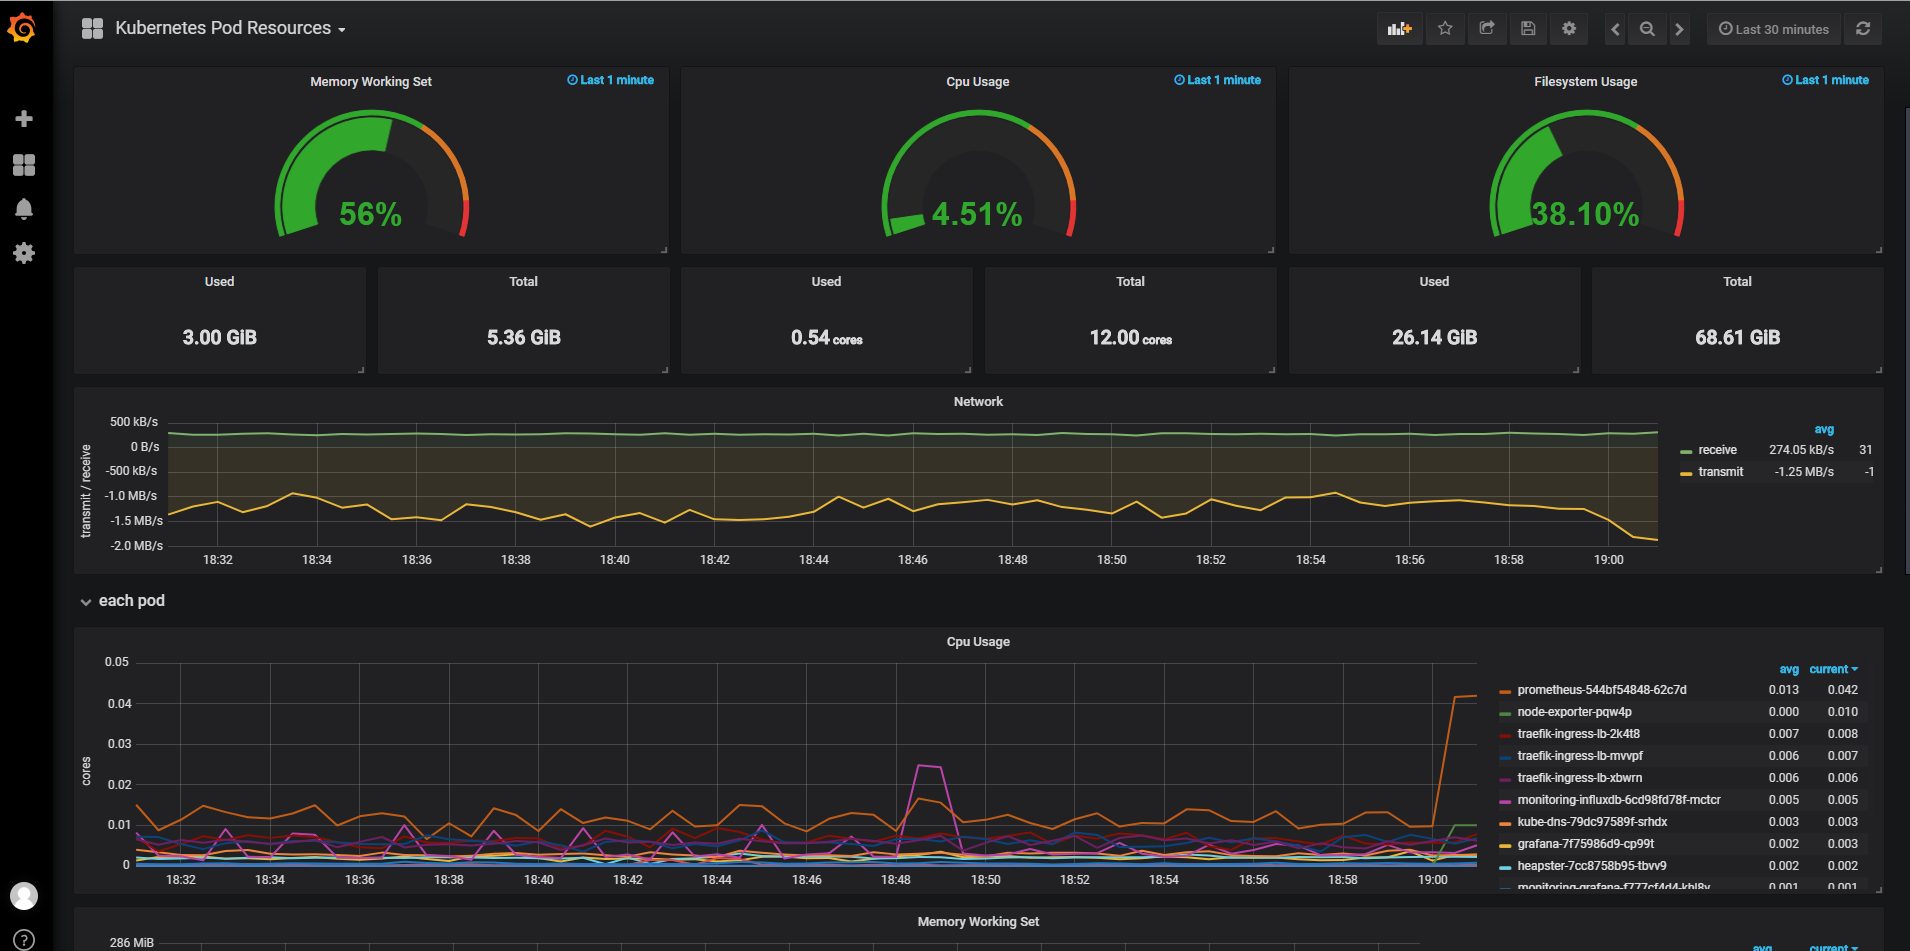 Kubernetes Pod Resources
Last 30 minutes
Memory Working Set
Last 1 minute
56%
Cpu Usage
Last 1 minute
4.51%
Filesystem Usage
Last 1 minute
38.10%
Used
3.00 GiB
Total
5.36 GiB
Used
0.54 cores
Total
12.00 cores
Used
26.14 GiB
Total
68.61 GiB
Network
transmit / receive
500 kB/s
0 B/s
-500 kB/s
-1.0 MB/s
-1.5 MB/s
-2.0 MB/s
18:32 18:34 18:36 18:38 18:40 18:42 18:44 18:46 18:48 18:50 18:52 18:54 18:56 18:58 19:00
avg
receive 274.05 kB/s 31
transmit -1.25 MB/s -1
each pod
Cpu Usage
cores
0.05
0.04
0.03
0.02
0.01
0
18:32 18:34 18:36 18:38 18:40 18:42 18:44 18:46 18:48 18:50 18:52 18:54 18:56 18:58 19:00
avg current
prometheus-544bf54848-62c7d 0.013 0.042
node-exporter-pqw4p 0.000 0.010
traefik-ingress-lb-2k4t8 0.007 0.008
traefik-ingress-lb-mvvpf 0.006 0.007
traefik-ingress-lb-xbwrn 0.006 0.006
monitoring-influxdb-6cd98fd78f-mctcr 0.005 0.005
kube-dns-79dc97589f-srhdx 0.003 0.003
grafana-7f75986d9-cp99t 0.002 0.003
heapster-7cc8758b95-tbvv9 0.002 0.002
monitoring-grafana-f777cf4d4-khl8v 0.001 0.001
Memory Working Set
286 MiB
avg current
?